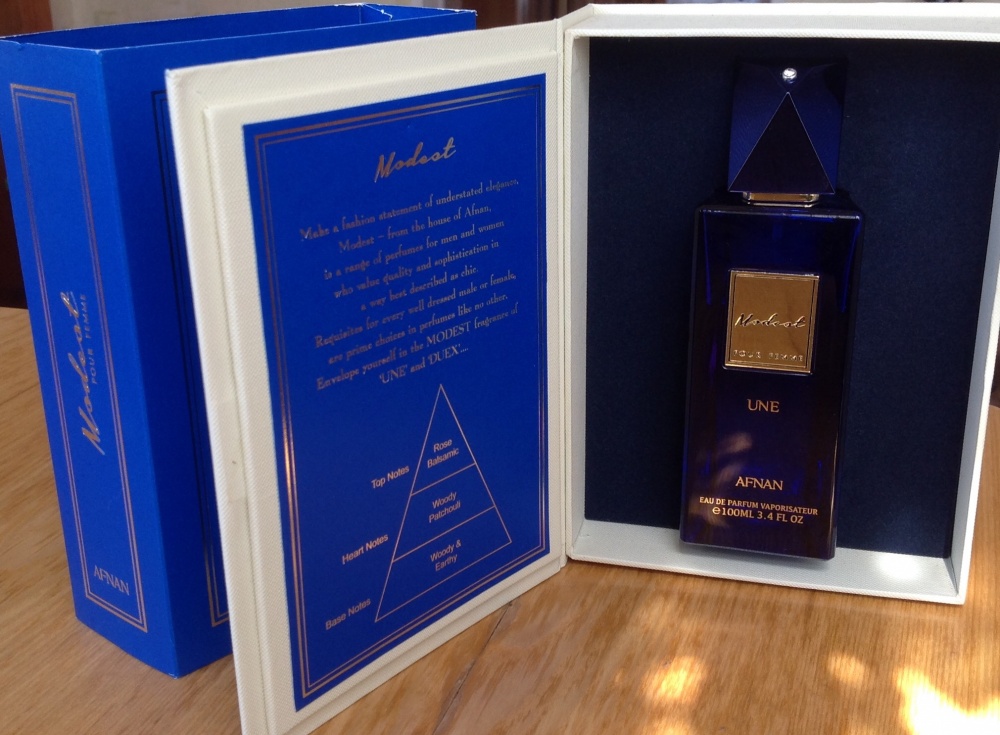 Modest
POUR FEMME
AFNAN
Modest
Make a fashion statement of understated elegance,
Modest – from the house of Afnan,
is a range of perfumes for men and women
who value quality and sophistication in
a way best described as chic.
Requisites for every well dressed male or female,
are prime choices in perfumes like no other.
Envelope yourself in the MODEST fragrance of
'UNE' and 'DUEX'....
Top Notes
Rose
Balsamic
Heart Notes
Woody
Patchouli
Base Notes
Woody &
Earthy
Modest
POUR FEMME
UNE
AFNAN
EAU DE PARFUM VAPORISATEUR
℮100ML 3.4 FL OZ